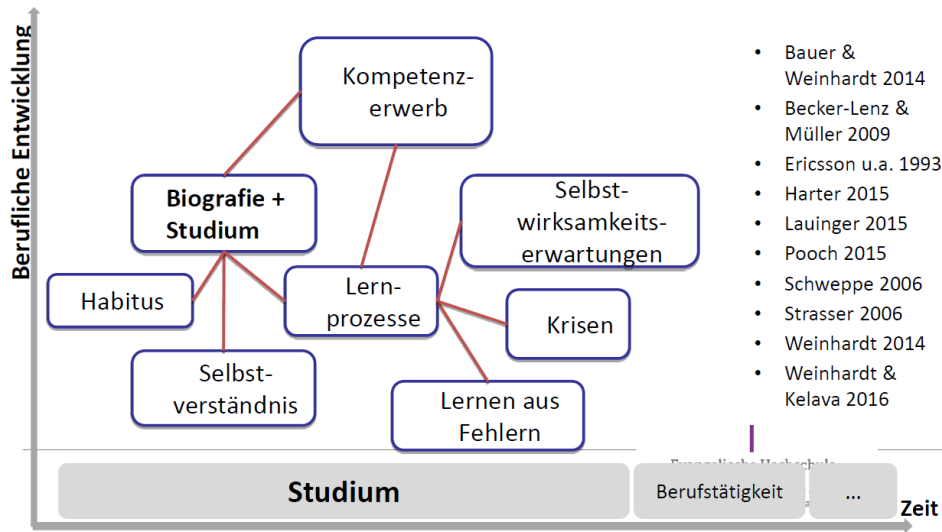 Berufliche Entwicklung
Kompetenz-
erwerb
Biografie +
Studium
Selbst-
wirksamkeits-
erwartungen
Habitus
Lern-
prozesse
Krisen
Selbst-
verständnis
Lernen aus
Fehlern
• Bauer &
Weinhardt 2014
• Becker-Lenz &
Müller 2009
• Ericsson u.a. 1993
• Harter 2015
• Lauinger 2015
• Pooch 2015
• Schweppe 2006
• Strasser 2006
• Weinhardt 2014
• Weinhardt &
Kelava 2016
Evangelische Hochschule
Studium
Berufstätigkeit
...
Zeit